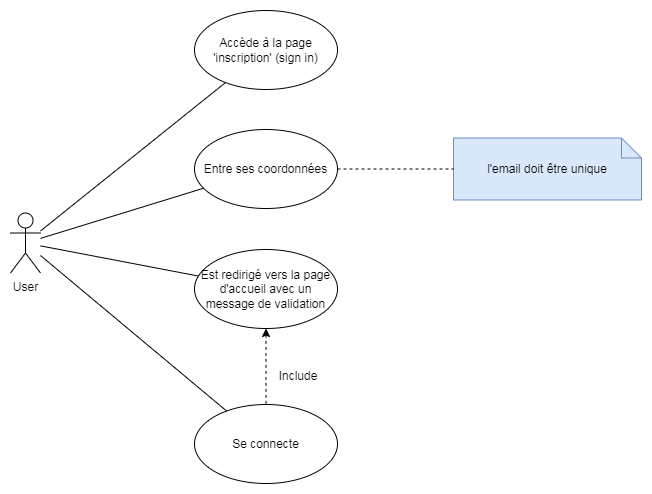 Accède à la page
'inscription' (sign in)
Entre ses coordonnées
l'email doit être unique
User
Est redirigé vers la page
d'accueil avec un
message de validation
Include
Se connecte